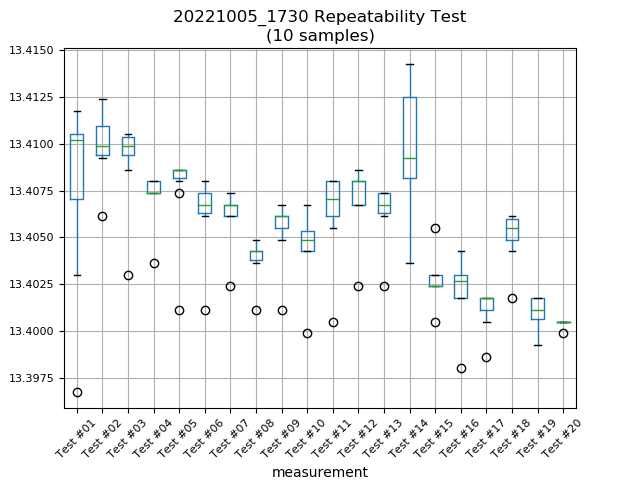 20221005_1730 Repeatability Test
(10 samples)
13.4150
13.4125
13.4100
13.4075
13.4050
13.4025
13.4000
13.3975
Test #01
Test #02
Test #03
Test #04
Test #05
Test #06
Test #07
Test #08
Test #09
Test #10
Test #11
Test #12
Test #13
Test #14
Test #15
Test #16
Test #17
Test #18
Test #19
Test #20
measurement